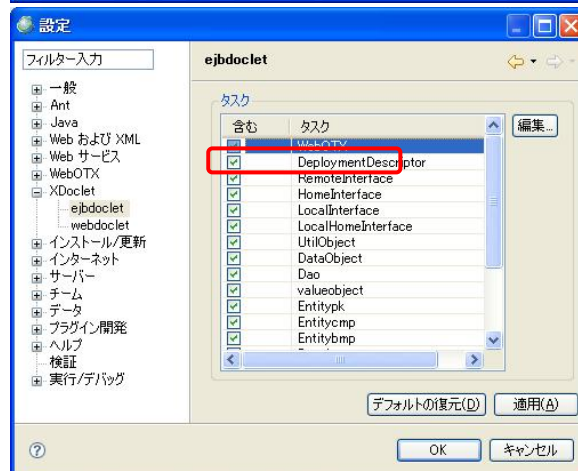 設定
フィルター入力
ejbdoclet
一般
Ant
Java
Web および XML
Web サービス
WebOTX
XDoclet
ejbdoclet
webdoclet
インストール/更新
インターネット
サーバー
チーム
データ
プラグイン開発
ヘルプ
検証
実行/デバッグ
タスク
含む タスク
編集...
WebOTX
DeploymentDescriptor
RemoteInterface
HomeInterface
LocalInterface
LocalHomeInterface
UtilObject
DataObject
Dao
valueobject
Entitypk
Entitycmp
Entitybmp
デフォルトの復元(D)
適用(A)
OK
キャンセル